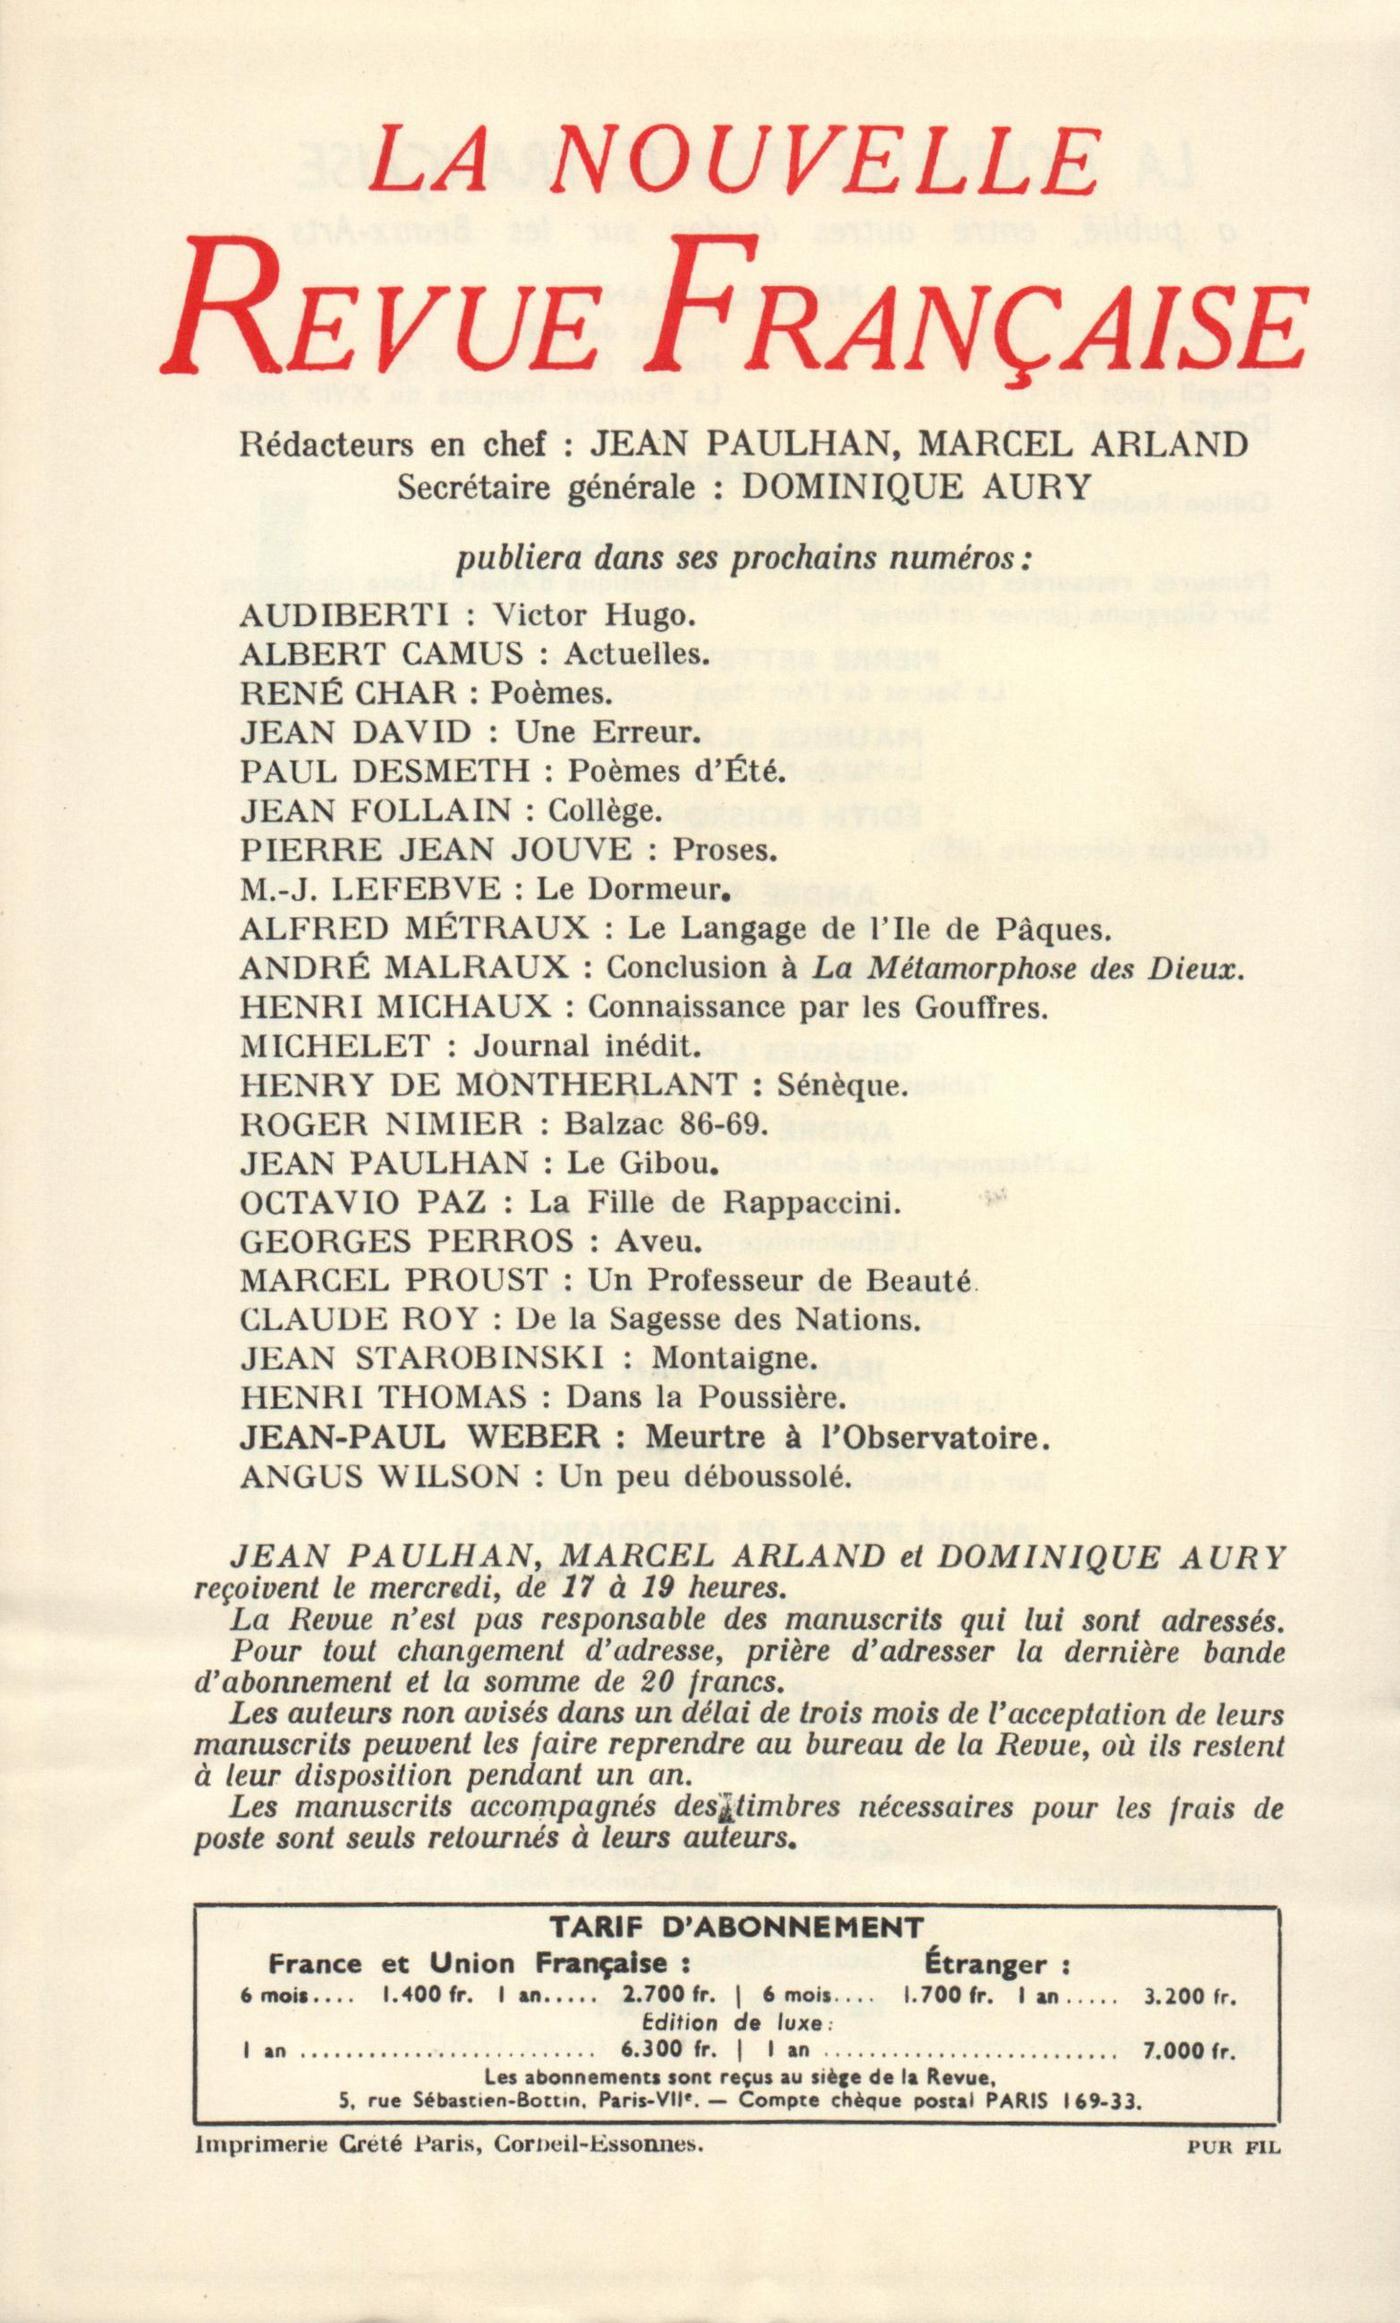 LA NOUVELLE
REVUE FRANÇAISE
Rédacteurs en chef : JEAN PAULHAN, MARCEL ARLAND
Secrétaire générale : DOMINIQUE AURY
publiera dans ses prochains numéros :
AUDIBERTI : Victor Hugo.
ALBERT CAMUS : Actuelles.
RENÉ CHAR : Poèmes.
JEAN DAVID : Une Erreur.
PAUL DESMETH : Poèmes d'Été.
JEAN FOLLAIN : Collège.
PIERRE JEAN JOUVE : Proses.
M.-J. LEFEBVE : Le Dormeur.
ALFRED MÉTRAUX : Le Langage de l'Ile de Pâques.
ANDRÉ MALRAUX : Conclusion à La Métamorphose des Dieux.
HENRI MICHAUX : Connaissance par les Gouffres.
MICHELET : Journal inédit.
HENRY DE MONTHERLANT : Sénèque.
ROGER NIMIER : Balzac 86-69.
JEAN PAULHAN : Le Gibou.
OCTAVIO PAZ : La Fille de Rappaccini.
GEORGES PERROS : Aveu.
MARCEL PROUST : Un Professeur de Beauté.
CLAUDE ROY : De la Sagesse des Nations.
JEAN STAROBINSKI : Montaigne.
HENRI THOMAS : Dans la Poussière.
JEAN-PAUL WEBER : Meurtre à l'Observatoire.
ANGUS WILSON : Un peu déboussolé.
JEAN PAULHAN, MARCEL ARLAND et DOMINIQUE AURY
reçoivent le mercredi, de 17 à 19 heures.
La Revue n'est pas responsable des manuscrits qui lui sont adressés.
Pour tout changement d'adresse, prière d'adresser la dernière bande
d'abonnement et la somme de 20 francs.
Les auteurs non avisés dans un délai de trois mois de l'acceptation de leurs
manuscrits peuvent les faire reprendre au bureau de la Revue, où ils restent
à leur disposition pendant un an.
Les manuscrits accompagnés des timbres nécessaires pour les frais de
poste sont seuls retournés à leurs auteurs.
TARIF D'ABONNEMENT
France et Union Française : Étranger :
6 mois.... 1.400 fr. 1 an..... 2.700 fr. | 6 mois.... 1.700 fr. 1 an..... 3.200 fr.
Edition de luxe :
1 an .......................... 6.300 fr. | 1 an .......................... 7.000 fr.
Les abonnements sont reçus au siège de la Revue,
5, rue Sébastien-Bottin, Paris-VIIe. — Compte chèque postal PARIS 169-33.
Imprimerie Crété Paris, Corbeil-Essonnes. PUR FIL